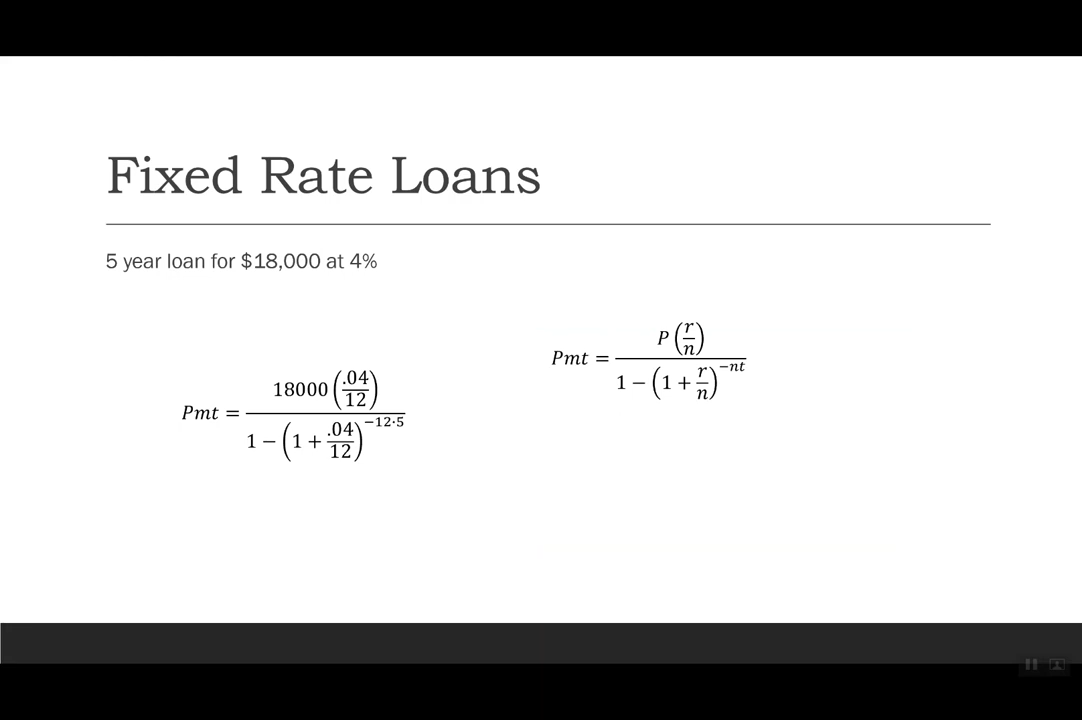 Fixed Rate Loans
5 year loan for $18,000 at 4%
Pmt = P(r/n) / 1 − (1 + r/n)^−nt
Pmt = 18000(.04/12) / 1 − (1 + .04/12)^−12·5